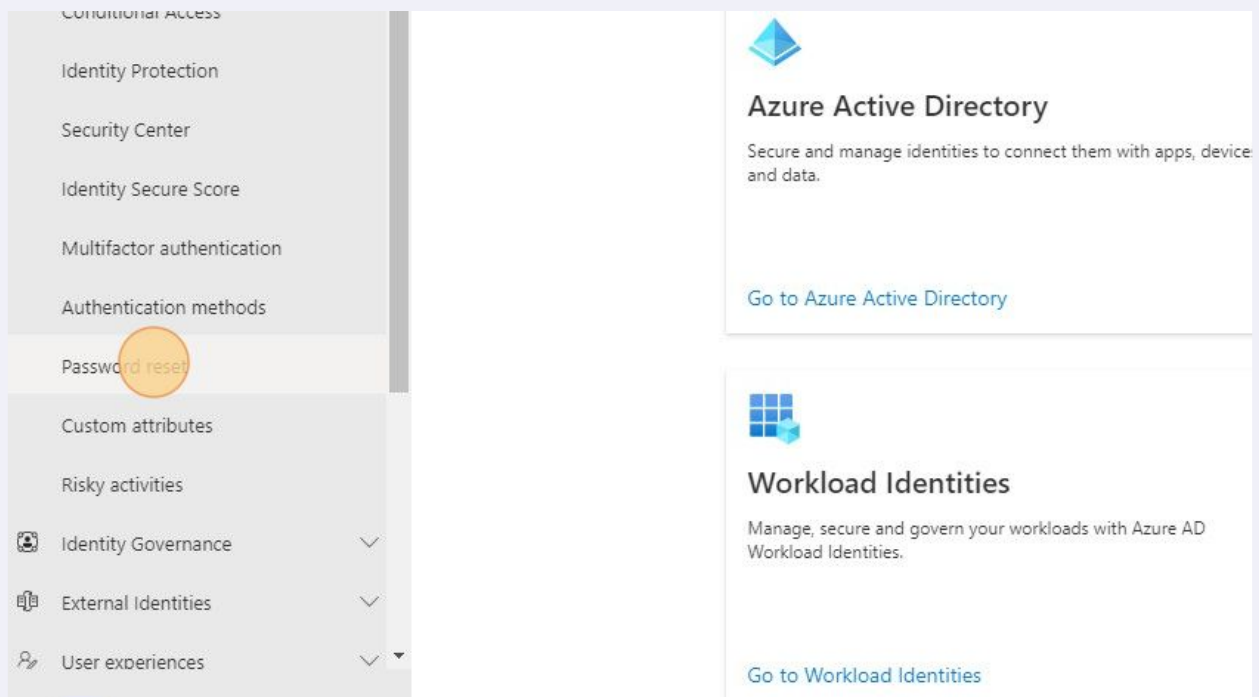 Conditional Access
Identity Protection
Security Center
Identity Secure Score
Multifactor authentication
Authentication methods
Password reset
Custom attributes
Risky activities
Identity Governance
External Identities
User experiences
Azure Active Directory
Secure and manage identities to connect them with apps, device
and data.
Go to Azure Active Directory
Workload Identities
Manage, secure and govern your workloads with Azure AD
Workload Identities.
Go to Workload Identities